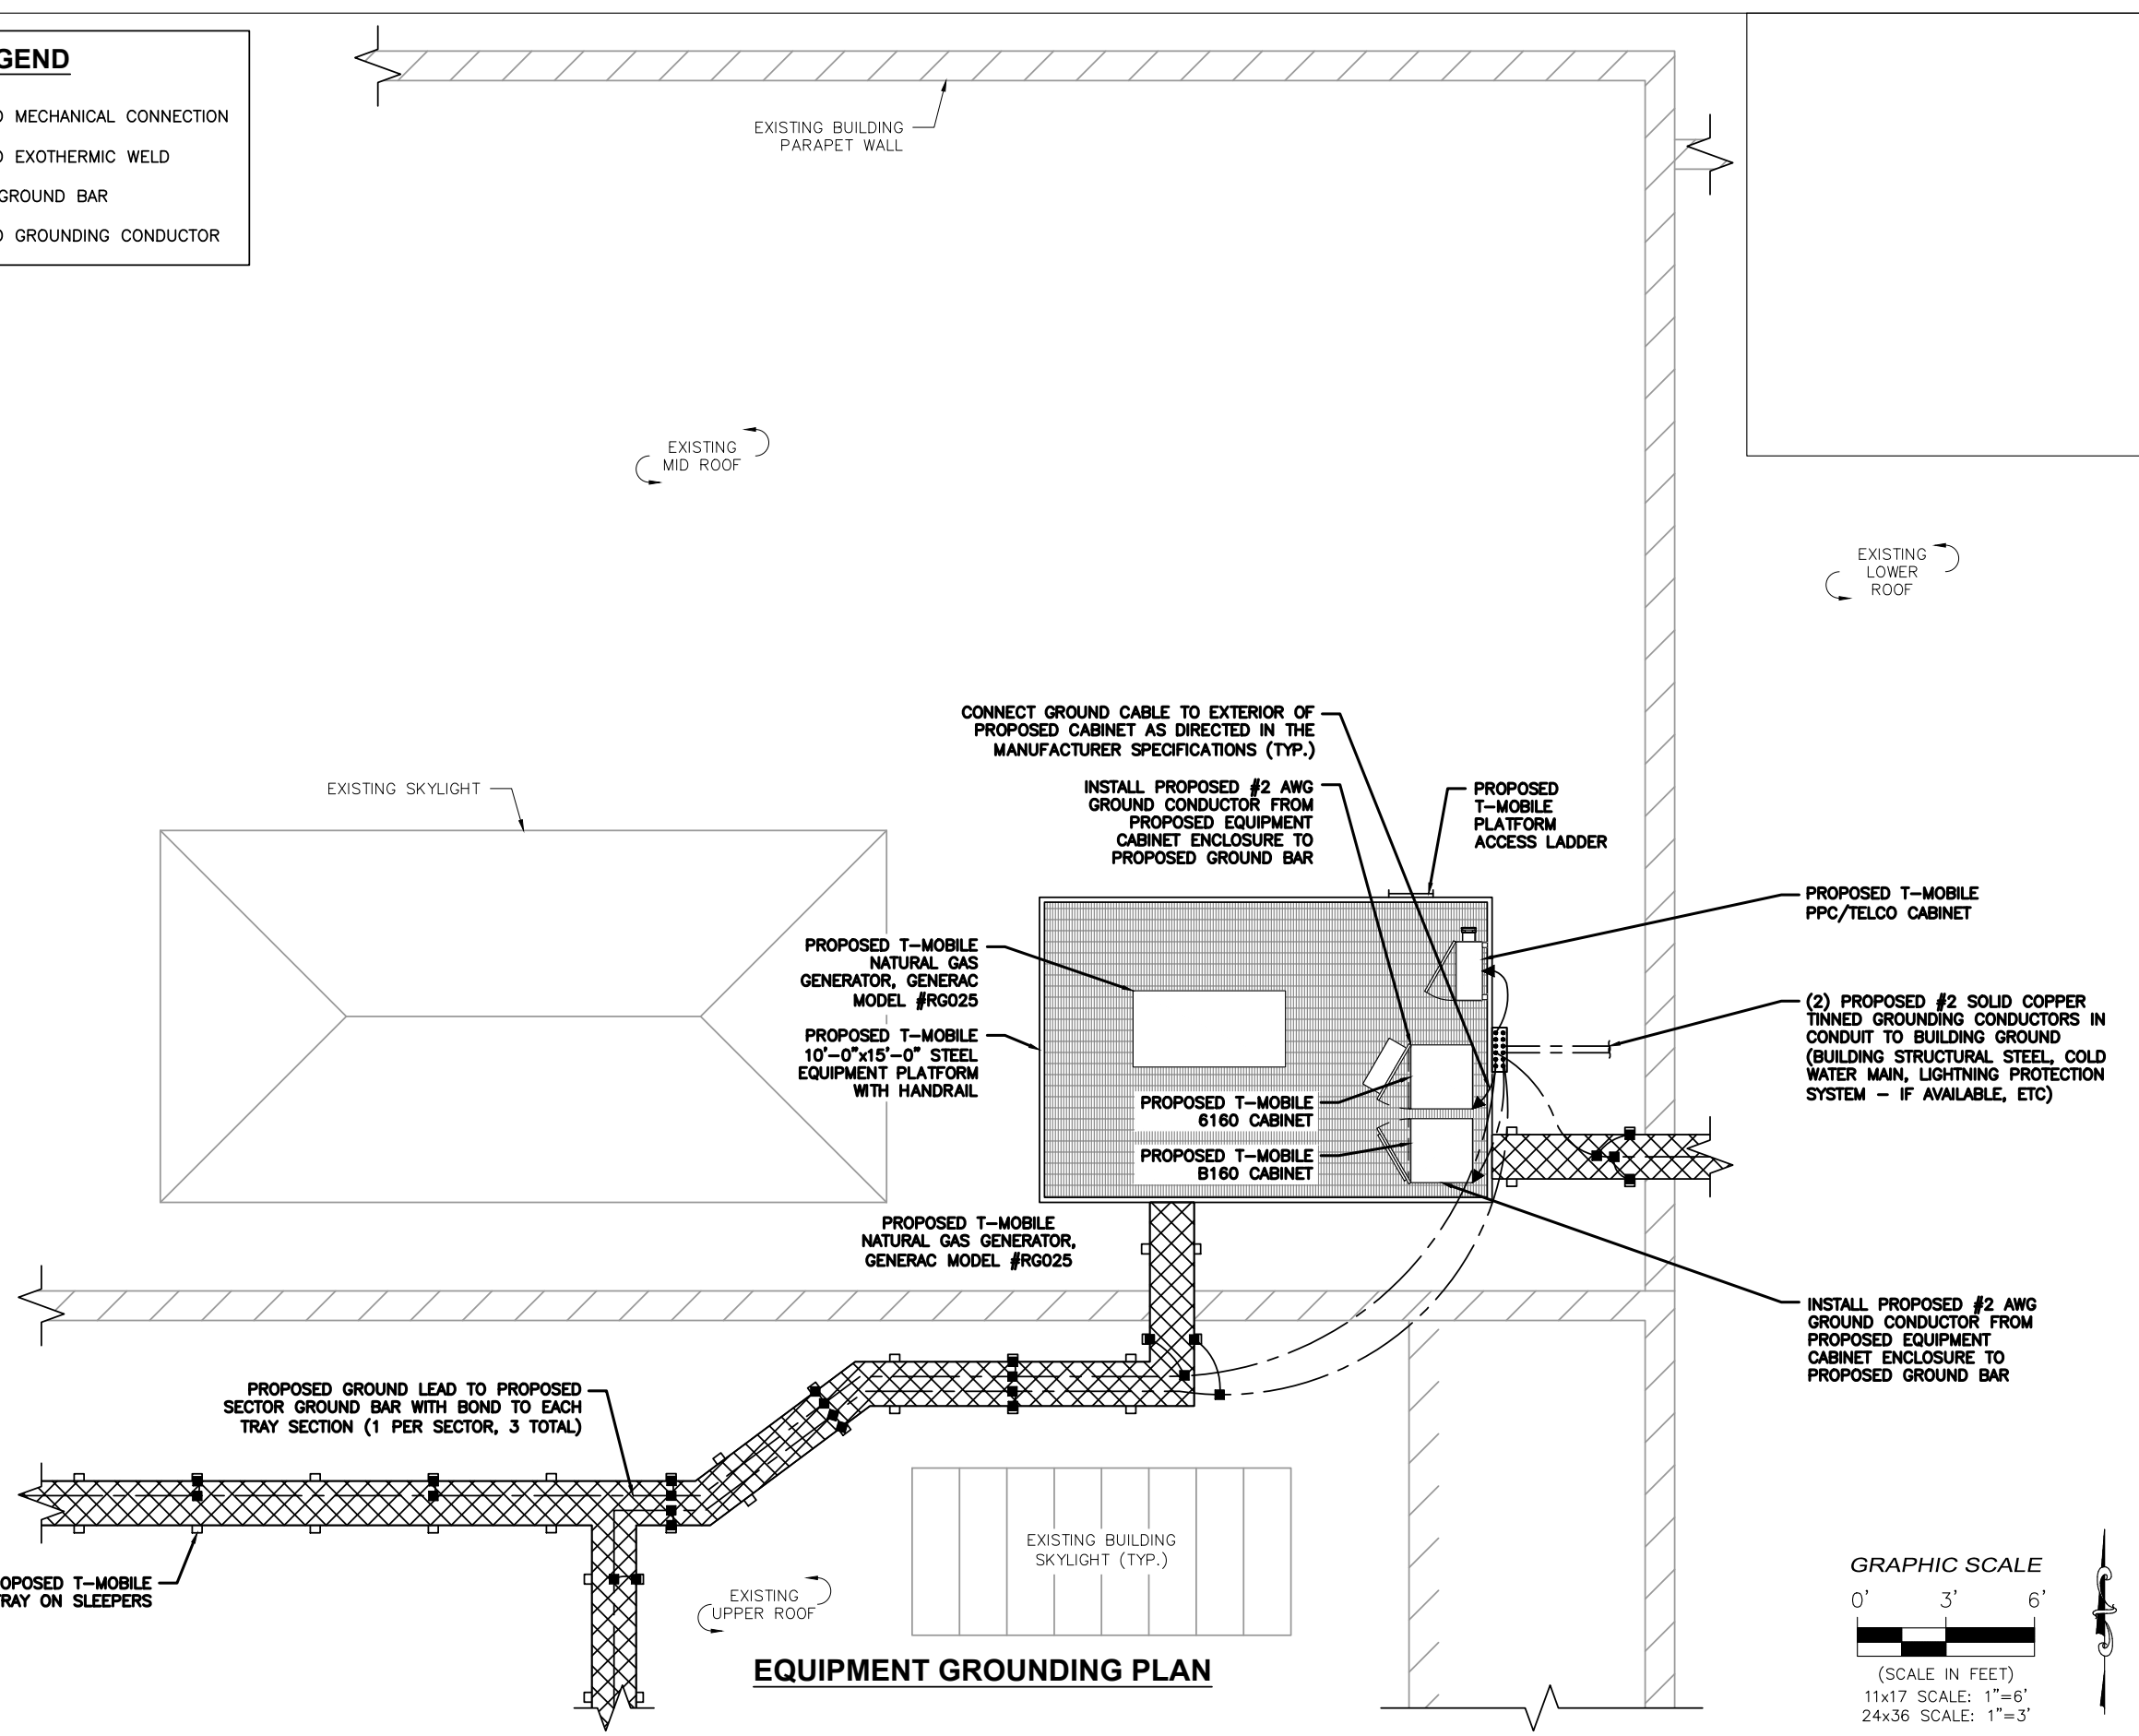 GEND
MECHANICAL CONNECTION
EXOTHERMIC WELD
GROUND BAR
GROUNDING CONDUCTOR
EXISTING BUILDING
PARAPET WALL
EXISTING
MID ROOF
EXISTING
LOWER
ROOF
CONNECT GROUND CABLE TO EXTERIOR OF
PROPOSED CABINET AS DIRECTED IN THE
MANUFACTURER SPECIFICATIONS (TYP.)
EXISTING SKYLIGHT
INSTALL PROPOSED #2 AWG
GROUND CONDUCTOR FROM
PROPOSED EQUIPMENT
CABINET ENCLOSURE TO
PROPOSED GROUND BAR
PROPOSED
T-MOBILE
PLATFORM
ACCESS LADDER
PROPOSED T-MOBILE
PPC/TELCO CABINET
PROPOSED T-MOBILE
NATURAL GAS
GENERATOR, GENERAC
MODEL #RG025
(2) PROPOSED #2 SOLID COPPER
TINNED GROUNDING CONDUCTORS IN
CONDUIT TO BUILDING GROUND
(BUILDING STRUCTURAL STEEL, COLD
WATER MAIN, LIGHTNING PROTECTION
SYSTEM – IF AVAILABLE, ETC)
PROPOSED T-MOBILE
10'-0"x15'-0" STEEL
EQUIPMENT PLATFORM
WITH HANDRAIL
PROPOSED T-MOBILE
6160 CABINET
PROPOSED T-MOBILE
B160 CABINET
PROPOSED T-MOBILE
NATURAL GAS GENERATOR,
GENERAC MODEL #RG025
INSTALL PROPOSED #2 AWG
GROUND CONDUCTOR FROM
PROPOSED EQUIPMENT
CABINET ENCLOSURE TO
PROPOSED GROUND BAR
PROPOSED GROUND LEAD TO PROPOSED
SECTOR GROUND BAR WITH BOND TO EACH
TRAY SECTION (1 PER SECTOR, 3 TOTAL)
OPOSED T-MOBILE
TRAY ON SLEEPERS
EXISTING
UPPER ROOF
EXISTING BUILDING
SKYLIGHT (TYP.)
EQUIPMENT GROUNDING PLAN
GRAPHIC SCALE
0' 3' 6'
(SCALE IN FEET)
11x17 SCALE: 1"=6'
24x36 SCALE: 1"=3'